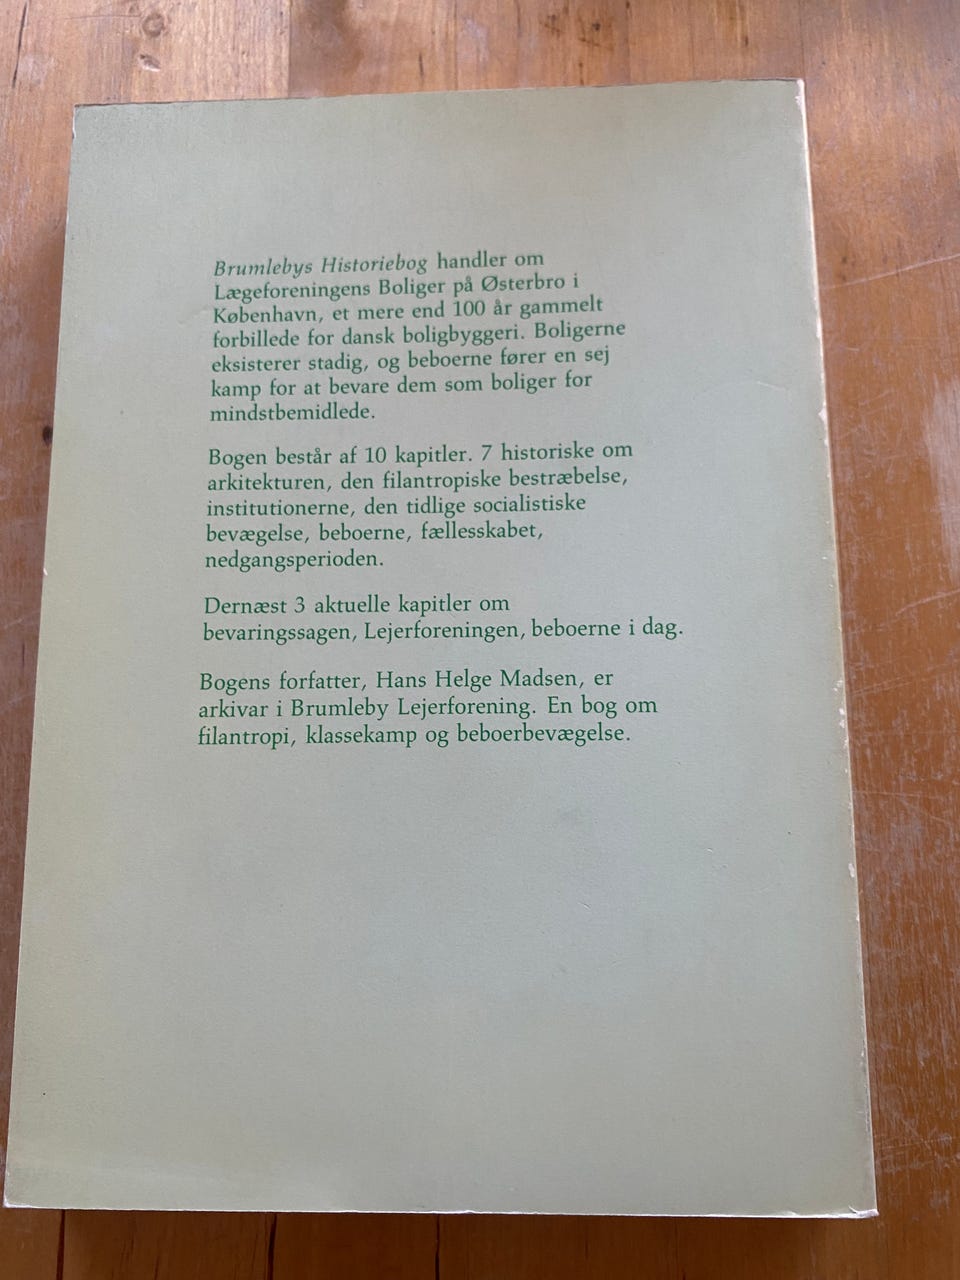 Brumlebys Historiebog handler om
Lægeforeningens Boliger på Østerbro i
København, et mere end 100 år gammelt
forbillede for dansk boligbyggeri. Boligerne
eksisterer stadig, og beboerne fører en sej
kamp for at bevare dem som boliger for
mindstbemidlede.
Bogen består af 10 kapitler. 7 historiske om
arkitekturen, den filantropiske bestræbelse,
institutionerne, den tidlige socialistiske
bevægelse, beboerne, fællesskabet,
nedgangsperioden.
Dernæst 3 aktuelle kapitler om
bevaringssagen, Lejerforeningen, beboerne i dag.
Bogens forfatter, Hans Helge Madsen, er
arkivar i Brumleby Lejerforening. En bog om
filantropi, klassekamp og beboerbevægelse.